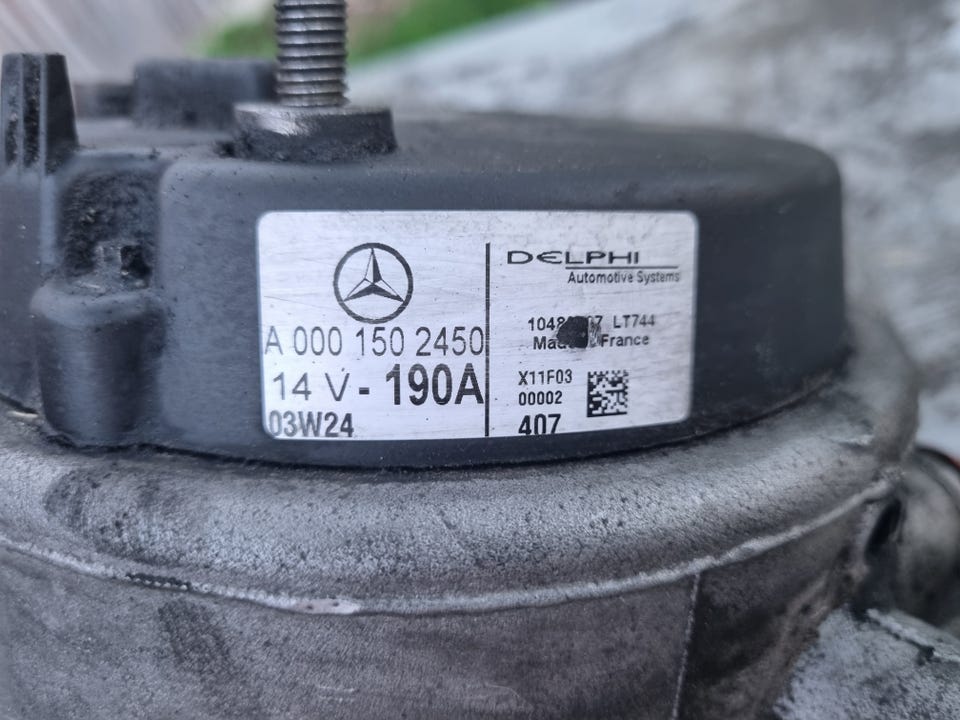 A 000 150 2450
14 V - 190A
03W24
DELPHI
Automotive Systems
LT744
France
X11F03
00002
407